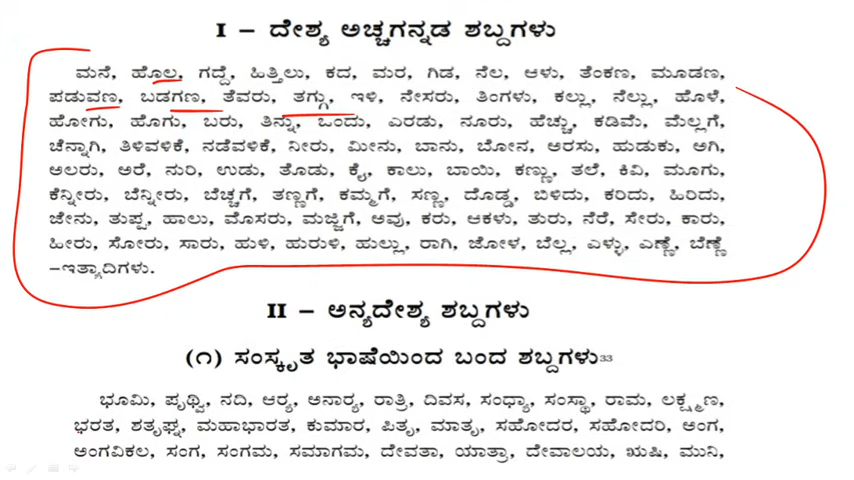 I – ದೇಶ್ಯ ಅಚ್ಚಗನ್ನಡ ಶಬ್ದಗಳು
ಮನೆ, ಹೊಲ, ಗದ್ದೆ, ಹಿತ್ತಿಲು, ಕದ, ಮರ, ಗಿಡ, ನೆಲ, ಆಳು, ತೆಂಕಣ, ಮೂಡಣ,
ಪಡುವಣ, ಬಡಗಣ, ತೆವರು, ತಗ್ಗು, ಇಳಿ, ನೇಸರು, ತಿಂಗಳು, ಕಲ್ಲು, ನೆಲ್ಲು, ಹೊಳೆ,
ಹೋಗು, ಹೊಗು, ಬರು, ತಿನ್ನು, ಒಂದು, ಎರಡು, ನೂರು, ಹೆಚ್ಚು, ಕಡಿಮೆ, ಮೆಲ್ಲಗೆ,
ಚೆನ್ನಾಗಿ, ತಿಳಿವಳಿಕೆ, ನಡೆವಳಿಕೆ, ನೀರು, ಮೀನು, ಬಾನು, ಬೋನ, ಅರಸು, ಹುಡುಕು, ಅಗಿ,
ಅಲರು, ಅರೆ, ನುರಿ, ಉಡು, ತೊಡು, ಕೈ, ಕಾಲು, ಬಾಯಿ, ಕಣ್ಣು, ತಲೆ, ಕಿವಿ, ಮೂಗು,
ಕೆನ್ನೀರು, ಬೆನ್ನೀರು, ಬೆಚ್ಚಗೆ, ತಣ್ಣಗೆ, ಕಮ್ಮಗೆ, ಸಣ್ಣ, ದೊಡ್ಡ, ಬಿಳಿದು, ಕರಿದು, ಹಿರಿದು,
ಜೇನು, ತುಪ್ಪ, ಹಾಲು, ಮೊಸರು, ಮಜ್ಜಿಗೆ, ಅವು, ಕರು, ಆಕಳು, ತುರು, ನೆರೆ, ಸೇರು, ಕಾರು,
ಹೀರು, ಸೋರು, ಸಾರು, ಹುಳಿ, ಹುರುಳಿ, ಹುಲ್ಲು, ರಾಗಿ, ಜೋಳ, ಬೆಲ್ಲ, ಎಳ್ಳು, ಎಣ್ಣೆ, ಬೆಣ್ಣೆ
–ಇತ್ಯಾದಿಗಳು.
II – ಅನ್ಯದೇಶ್ಯ ಶಬ್ದಗಳು
(೧) ಸಂಸ್ಕೃತ ಭಾಷೆಯಿಂದ ಬಂದ ಶಬ್ದಗಳು33
ಭೂಮಿ, ಪೃಥ್ವಿ, ನದಿ, ಆರ‍್ಯ, ಅನಾರ‍್ಯ, ರಾತ್ರಿ, ದಿವಸ, ಸಂಧ್ಯಾ, ಸಂಸ್ಥಾ, ರಾಮ, ಲಕ್ಷ್ಮಣ,
ಭರತ, ಶತೃಘ್ನ, ಮಹಾಭಾರತ, ಕುಮಾರ, ಪಿತೃ, ಮಾತೃ, ಸಹೋದರ, ಸಹೋದರಿ, ಅಂಗ,
ಅಂಗವಿಕಲ, ಸಂಗ, ಸಂಗಮ, ಸಮಾಗಮ, ದೇವತಾ, ಯಾತ್ರಾ, ದೇವಾಲಯ, ಋಷಿ, ಮುನಿ,